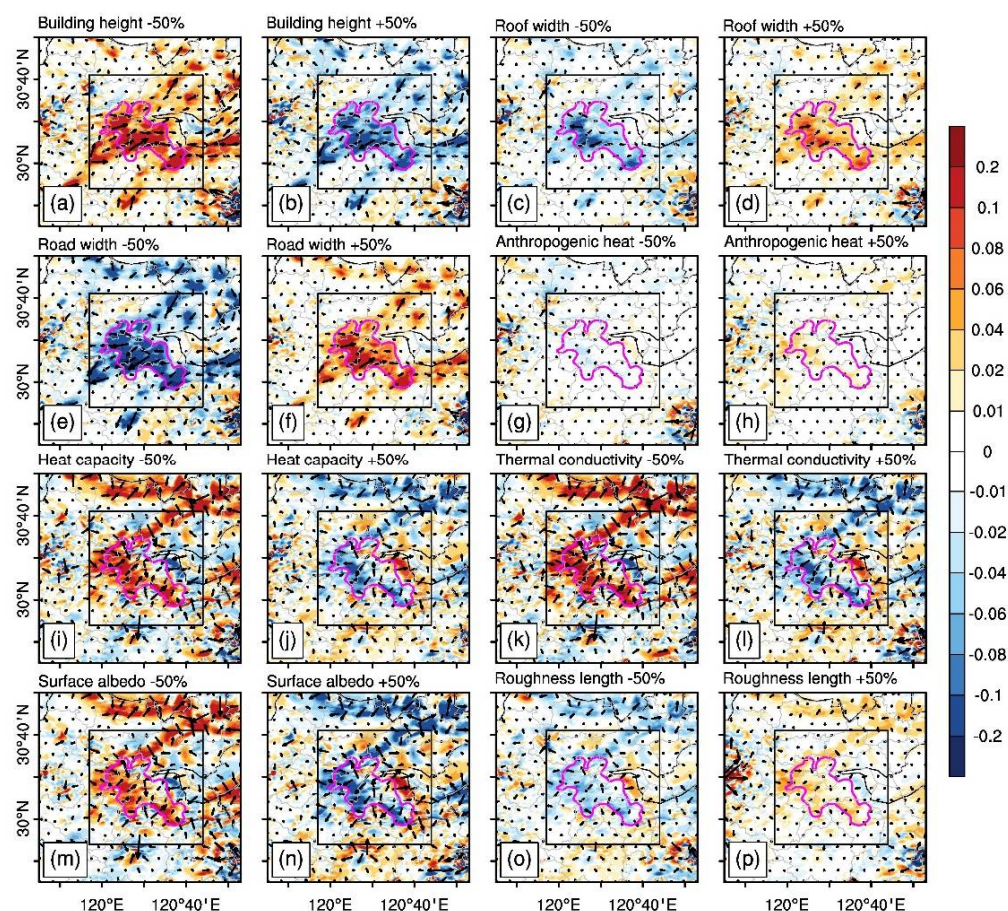 Building height -50% Building height +50% Roof width -50% Roof width +50%
30°40' N
30°N
(a) (b) (c) (d)
Road width -50% Road width +50% Anthropogenic heat -50% Anthropogenic heat +50%
30°40' N
30°N
(e) (f) (g) (h)
Heat capacity -50% Heat capacity +50% Thermal conductivity -50% Thermal conductivity +50%
30°40' N
30°N
(i) (j) (k) (l)
Surface albedo -50% Surface albedo +50% Roughness length -50% Roughness length +50%
30°40' N
30°N
(m) (n) (o) (p)
120°E 120°40'E 120°E 120°40'E 120°E 120°40'E 120°E 120°40'E
0.2
0.1
0.08
0.06
0.04
0.02
0.01
0
-0.01
-0.02
-0.04
-0.06
-0.08
-0.1
-0.2